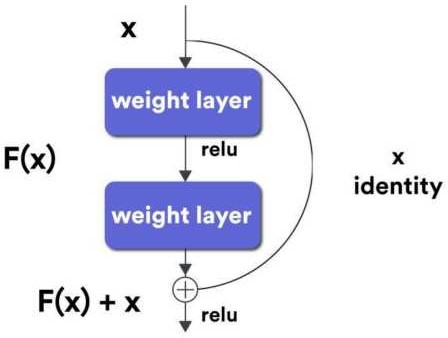 x
weight layer
relu
F(x)
x
identity
weight layer
F(x) + x
relu